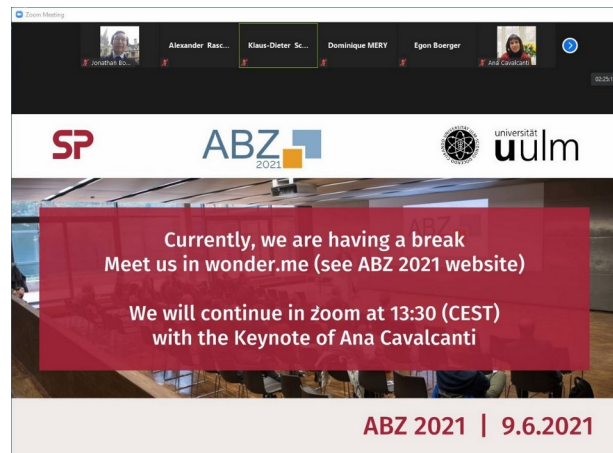 Zoom Meeting
Jonathan Bo...
Alexander Rasc...
Klaus-Dieter Sc...
Dominique MERY
Egon Boerger
Ana Cavalcanti
SP
ABZ
2021
universität
uulm
ABZ
Currently, we are having a break
Meet us in wonder.me (see ABZ 2021 website)
We will continue in zoom at 13:30 (CEST)
with the Keynote of Ana Cavalcanti
ABZ 2021 | 9.6.2021